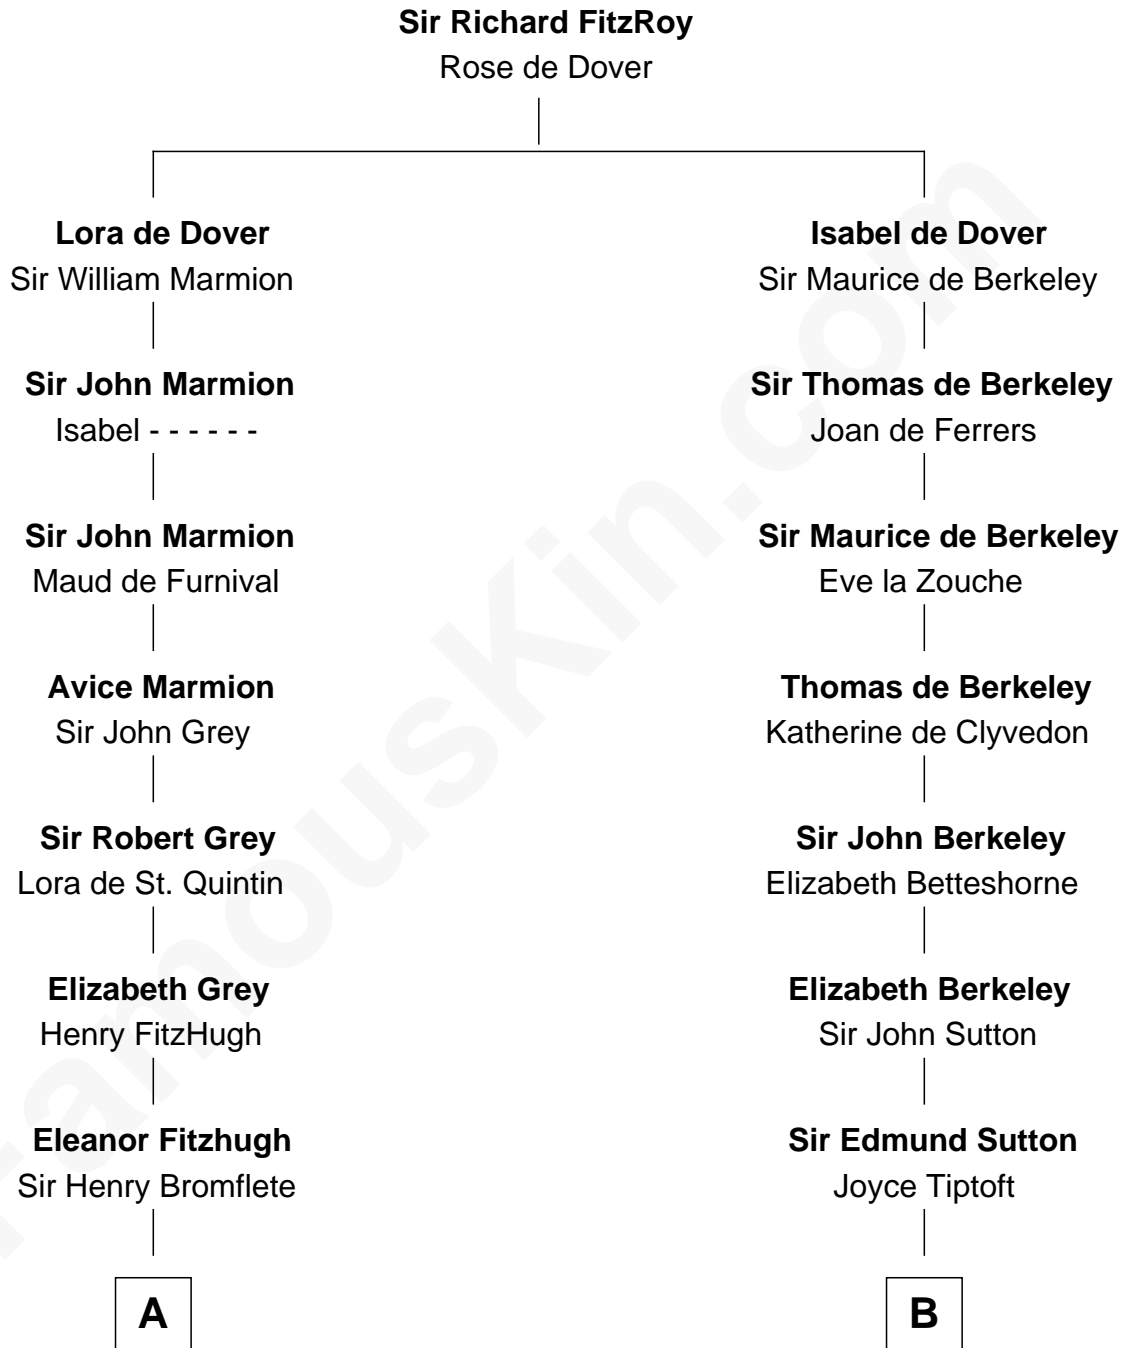 Sir Richard FitzRoy
Rose de Dover
Lora de Dover
Sir William Marmion
Isabel de Dover
Sir Maurice de Berkeley
Sir John Marmion
Isabel - - - - - -
Sir Thomas de Berkeley
Joan de Ferrers
Sir John Marmion
Maud de Furnival
Sir Maurice de Berkeley
Eve la Zouche
Avice Marmion
Sir John Grey
Thomas de Berkeley
Katherine de Clyvedon
Sir Robert Grey
Lora de St. Quintin
Sir John Berkeley
Elizabeth Betteshorne
Elizabeth Grey
Henry FitzHugh
Elizabeth Berkeley
Sir John Sutton
Eleanor Fitzhugh
Sir Henry Bromflete
Sir Edmund Sutton
Joyce Tiptoft
A
B
FamousKin.com